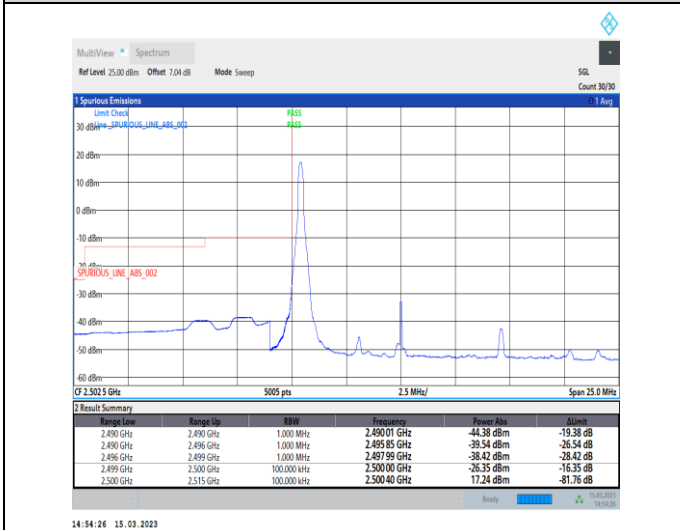 MultiView Spectrum
Ref Level 25.00 dBm Offset 7.04 dB Mode Sweep SGL
Count 30/30
1 Spurious Emissions 1 Avg
Limit Check PASS
30 dBm Line _SPURIOUS_LINE_ABS_002 PASS
20 dBm
10 dBm
0 dBm
-10 dBm
-20 dBm
_SPURIOUS_LINE_ABS_002
-30 dBm
-40 dBm
-50 dBm
-60 dBm
CF 2.502 5 GHz 5005 pts 2.5 MHz/ Span 25.0 MHz
2 Result Summary
Range Low Range Up RBW Frequency Power Abs ΔLimit
2.490 GHz 2.490 GHz 1.000 MHz 2.490 01 GHz -44.38 dBm -19.38 dB
2.490 GHz 2.496 GHz 1.000 MHz 2.495 85 GHz -39.54 dBm -26.54 dB
2.496 GHz 2.499 GHz 1.000 MHz 2.497 99 GHz -38.42 dBm -28.42 dB
2.499 GHz 2.500 GHz 100.000 kHz 2.500 00 GHz -26.35 dBm -16.35 dB
2.500 GHz 2.515 GHz 100.000 kHz 2.500 40 GHz 17.24 dBm -81.76 dB
Ready 15.03.2023
14:54:26
14:54:26 15.03.2023